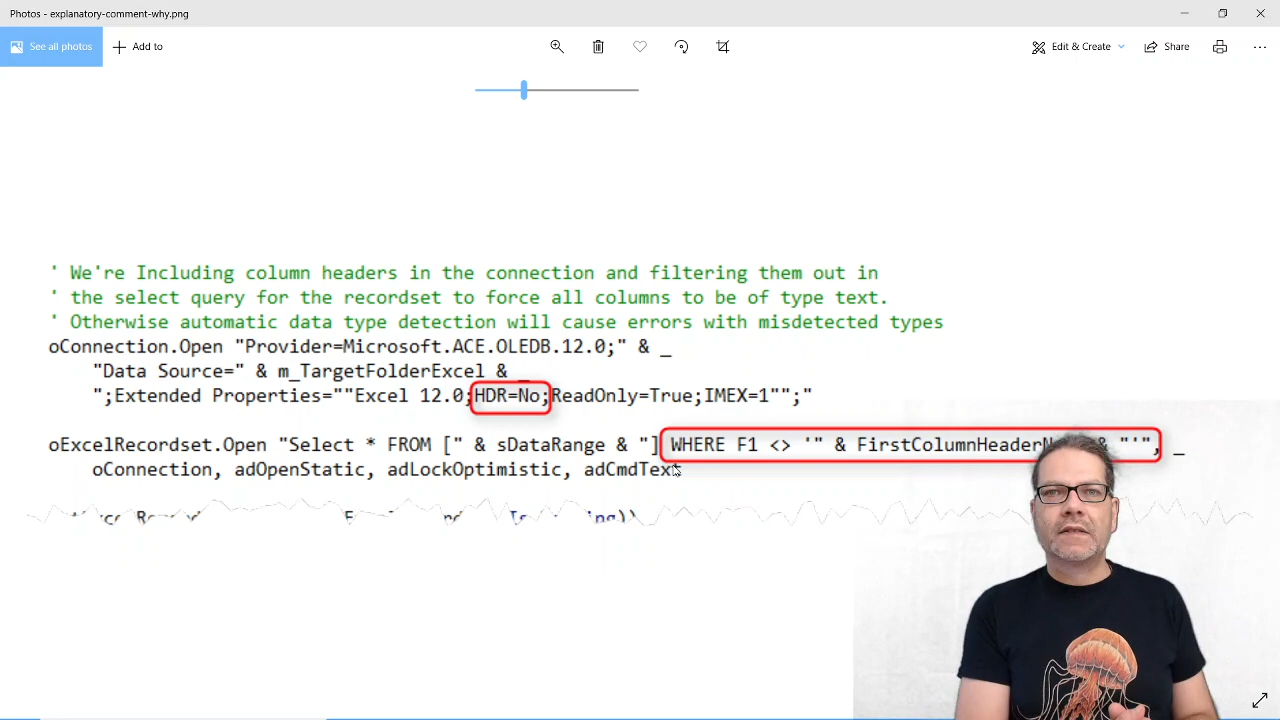 Photos - explanatory-comment-why.png
See all photos
Add to
Edit & Create
Share
' We're Including column headers in the connection and filtering them out in
' the select query for the recordset to force all columns to be of type text.
' Otherwise automatic data type detection will cause errors with misdetected types
oConnection.Open "Provider=Microsoft.ACE.OLEDB.12.0;" & _
"Data Source=" & m_TargetFolderExcel & _
";Extended Properties=""Excel 12.0;HDR=No;ReadOnly=True;IMEX=1"";"
oExcelRecordset.Open "Select * FROM [" & sDataRange & "] WHERE F1 <> '" & & "'", _
oConnection, adOpenStatic, adLockOptimistic, adCmdText